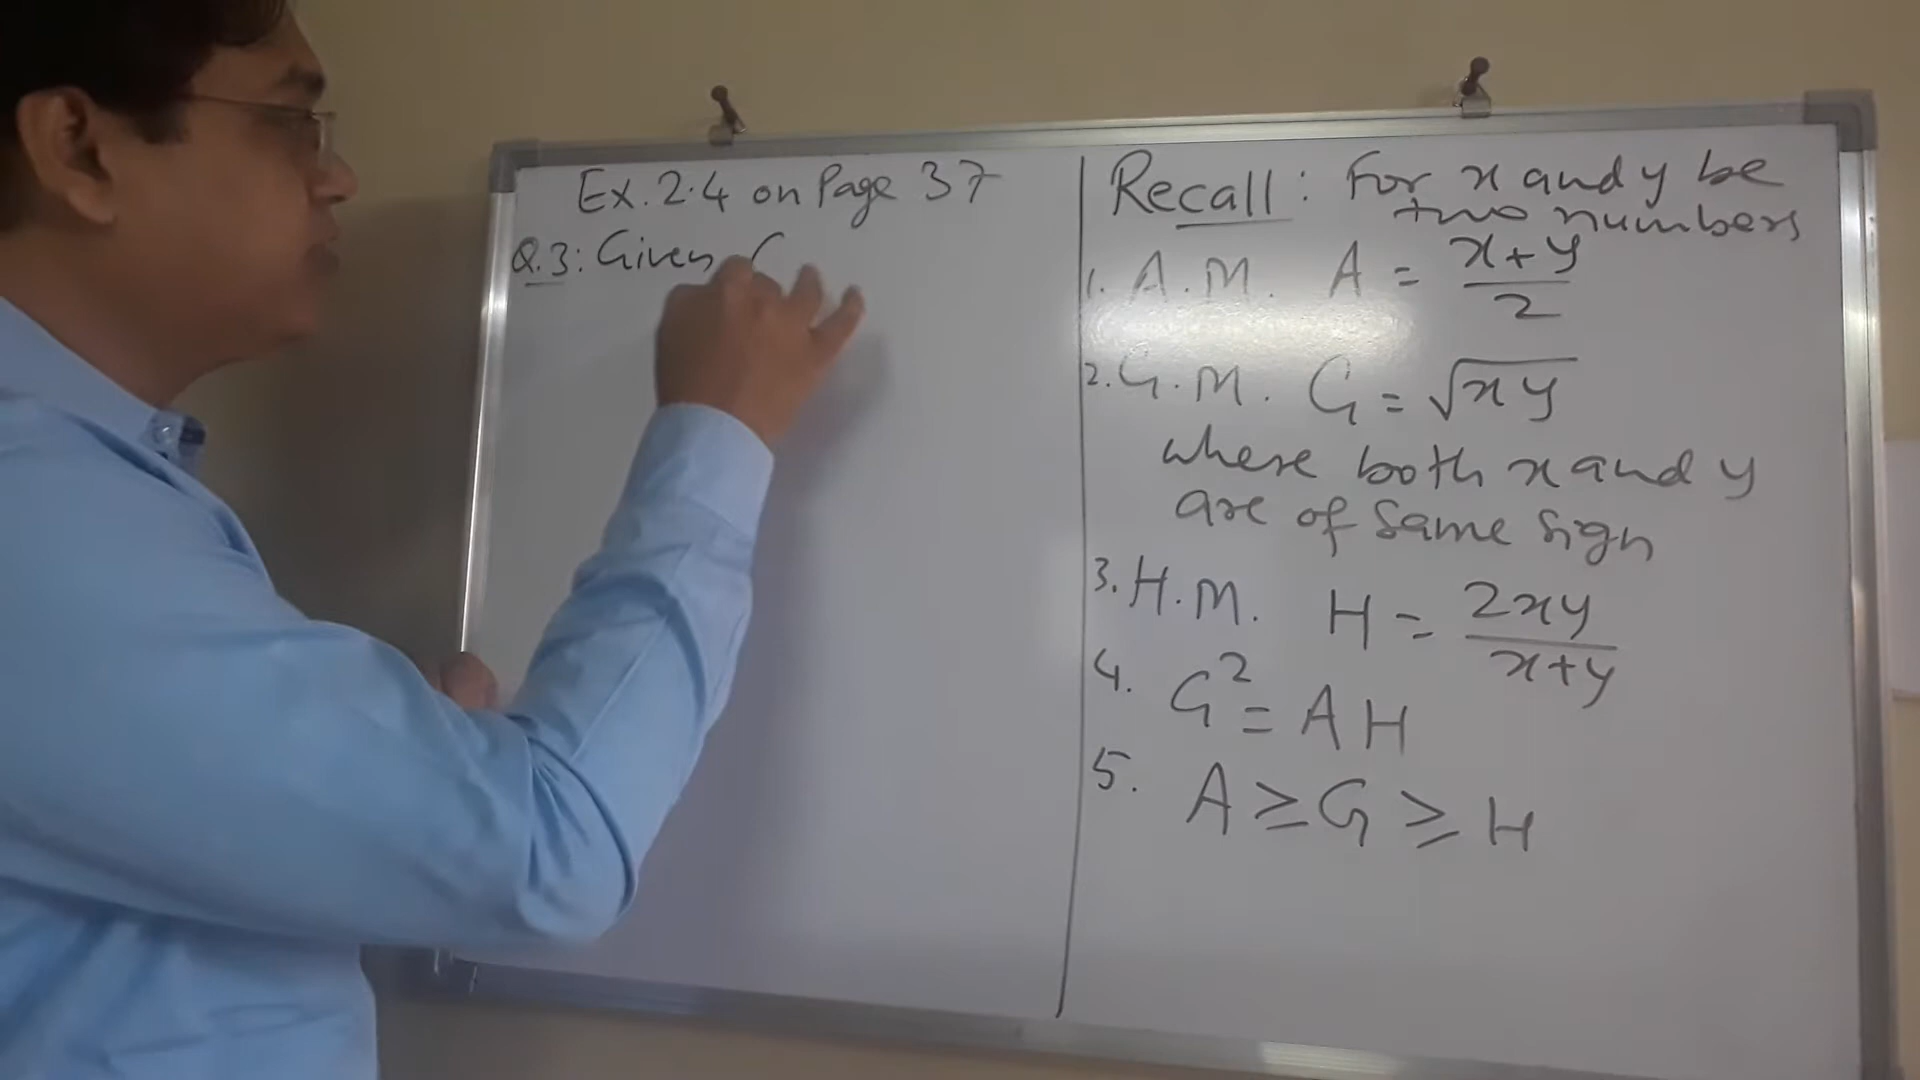 Ex. 2.4 on Page 37
Q.3: Given G
Recall: For x and y be
two numbers
1. A.M. A = x+y / 2
2. G.M. G = √xy
where both x and y
are of same sign
3. H.M. H = 2xy / x+y
4. G² = AH
5. A ≥ G ≥ H